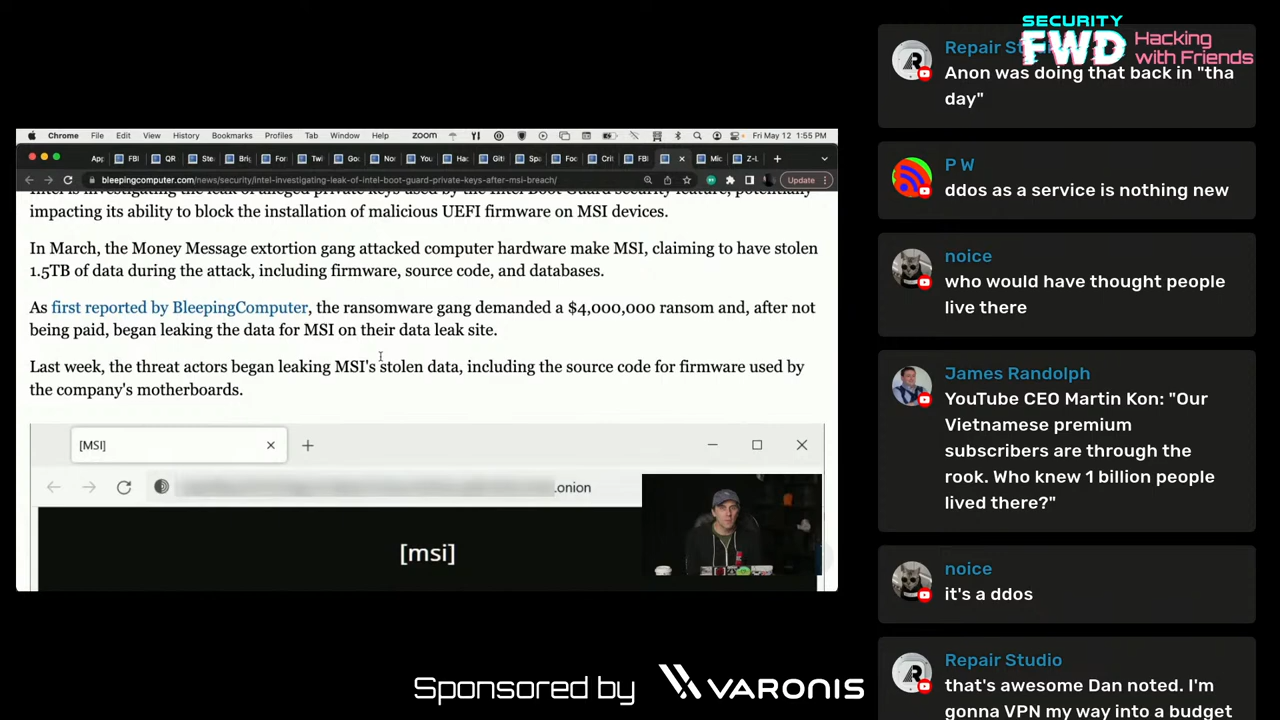 SECURITY
FWD Hacking
with Friends
Chrome File Edit View History Bookmarks Profiles Tab Window Help zoom Fri May 12 1:55 PM
FBI QR Twi Hac FBI Mic Z-L
bleepingcomputer.com/news/security/intel-investigating-leak-of-intel-boot-guard-private-keys-after-msi-breach/ Update
impacting its ability to block the installation of malicious UEFI firmware on MSI devices.
In March, the Money Message extortion gang attacked computer hardware make MSI, claiming to have stolen
1.5TB of data during the attack, including firmware, source code, and databases.
As first reported by BleepingComputer, the ransomware gang demanded a $4,000,000 ransom and, after not
being paid, began leaking the data for MSI on their data leak site.
Last week, the threat actors began leaking MSI's stolen data, including the source code for firmware used by
the company's motherboards.
[MSI]
.onion
[msi]
Sponsored by VARONIS
Repair
Anon was doing that back in "tha
day"
P W
ddos as a service is nothing new
noice
who would have thought people
live there
James Randolph
YouTube CEO Martin Kon: "Our
Vietnamese premium
subscribers are through the
rook. Who knew 1 billion people
lived there?"
noice
it's a ddos
Repair Studio
that's awesome Dan noted. I'm
gonna VPN my way into a budget